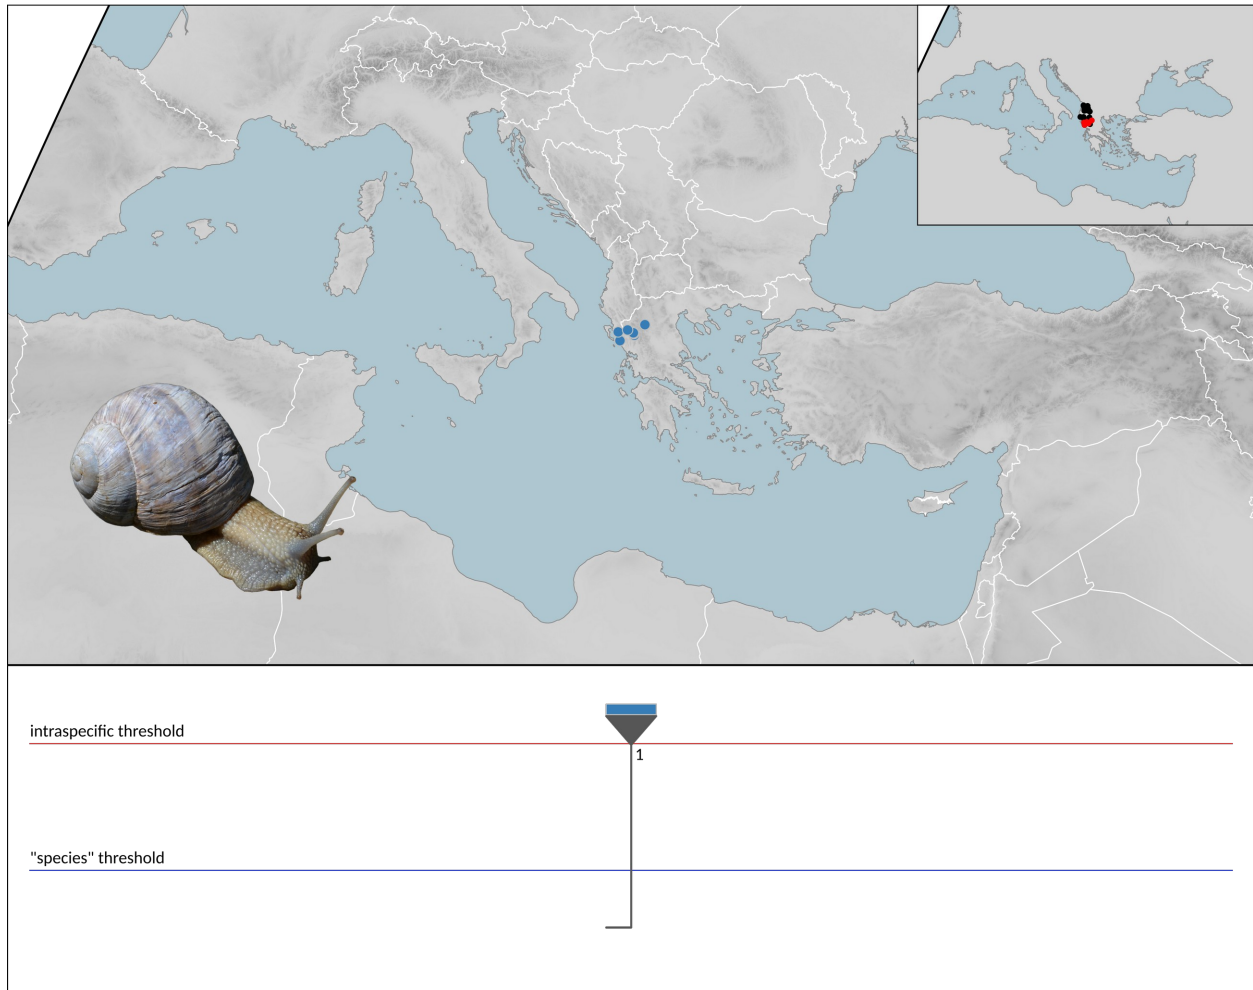 intraspecific threshold
1
"species" threshold